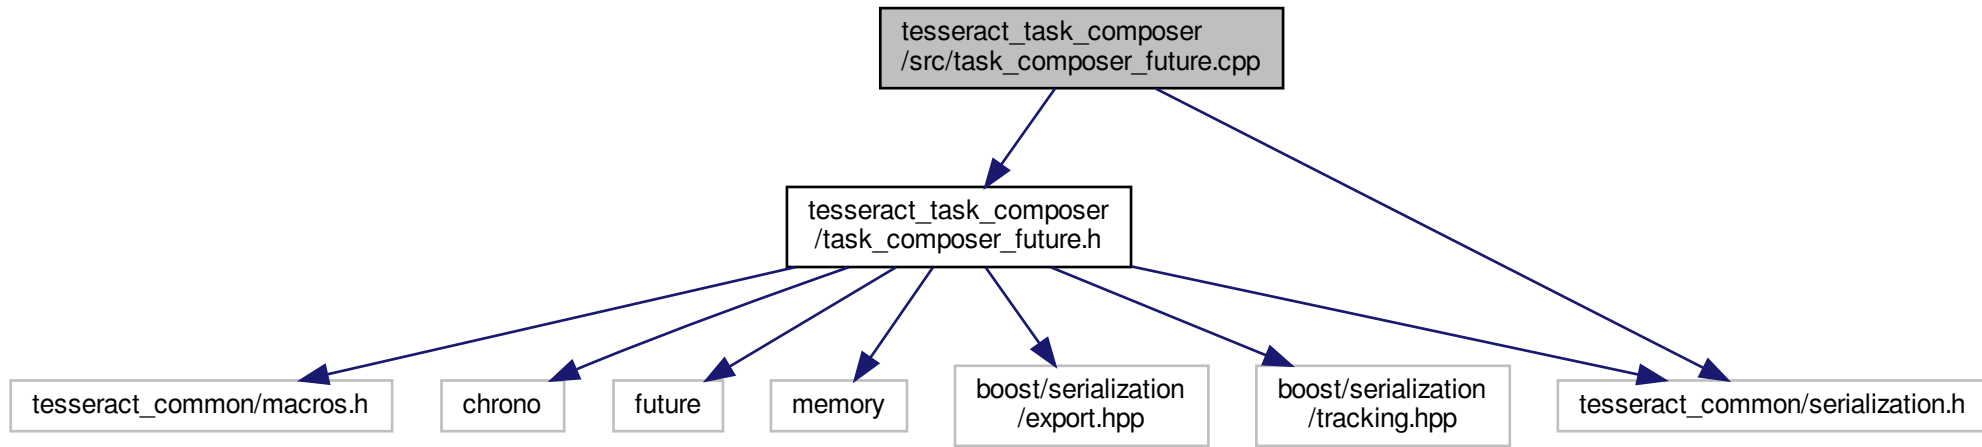 tesseract_task_composer
/src/task_composer_future.cpp
tesseract_task_composer
/task_composer_future.h
tesseract_common/macros.h
chrono
future
memory
boost/serialization
/export.hpp
boost/serialization
/tracking.hpp
tesseract_common/serialization.h